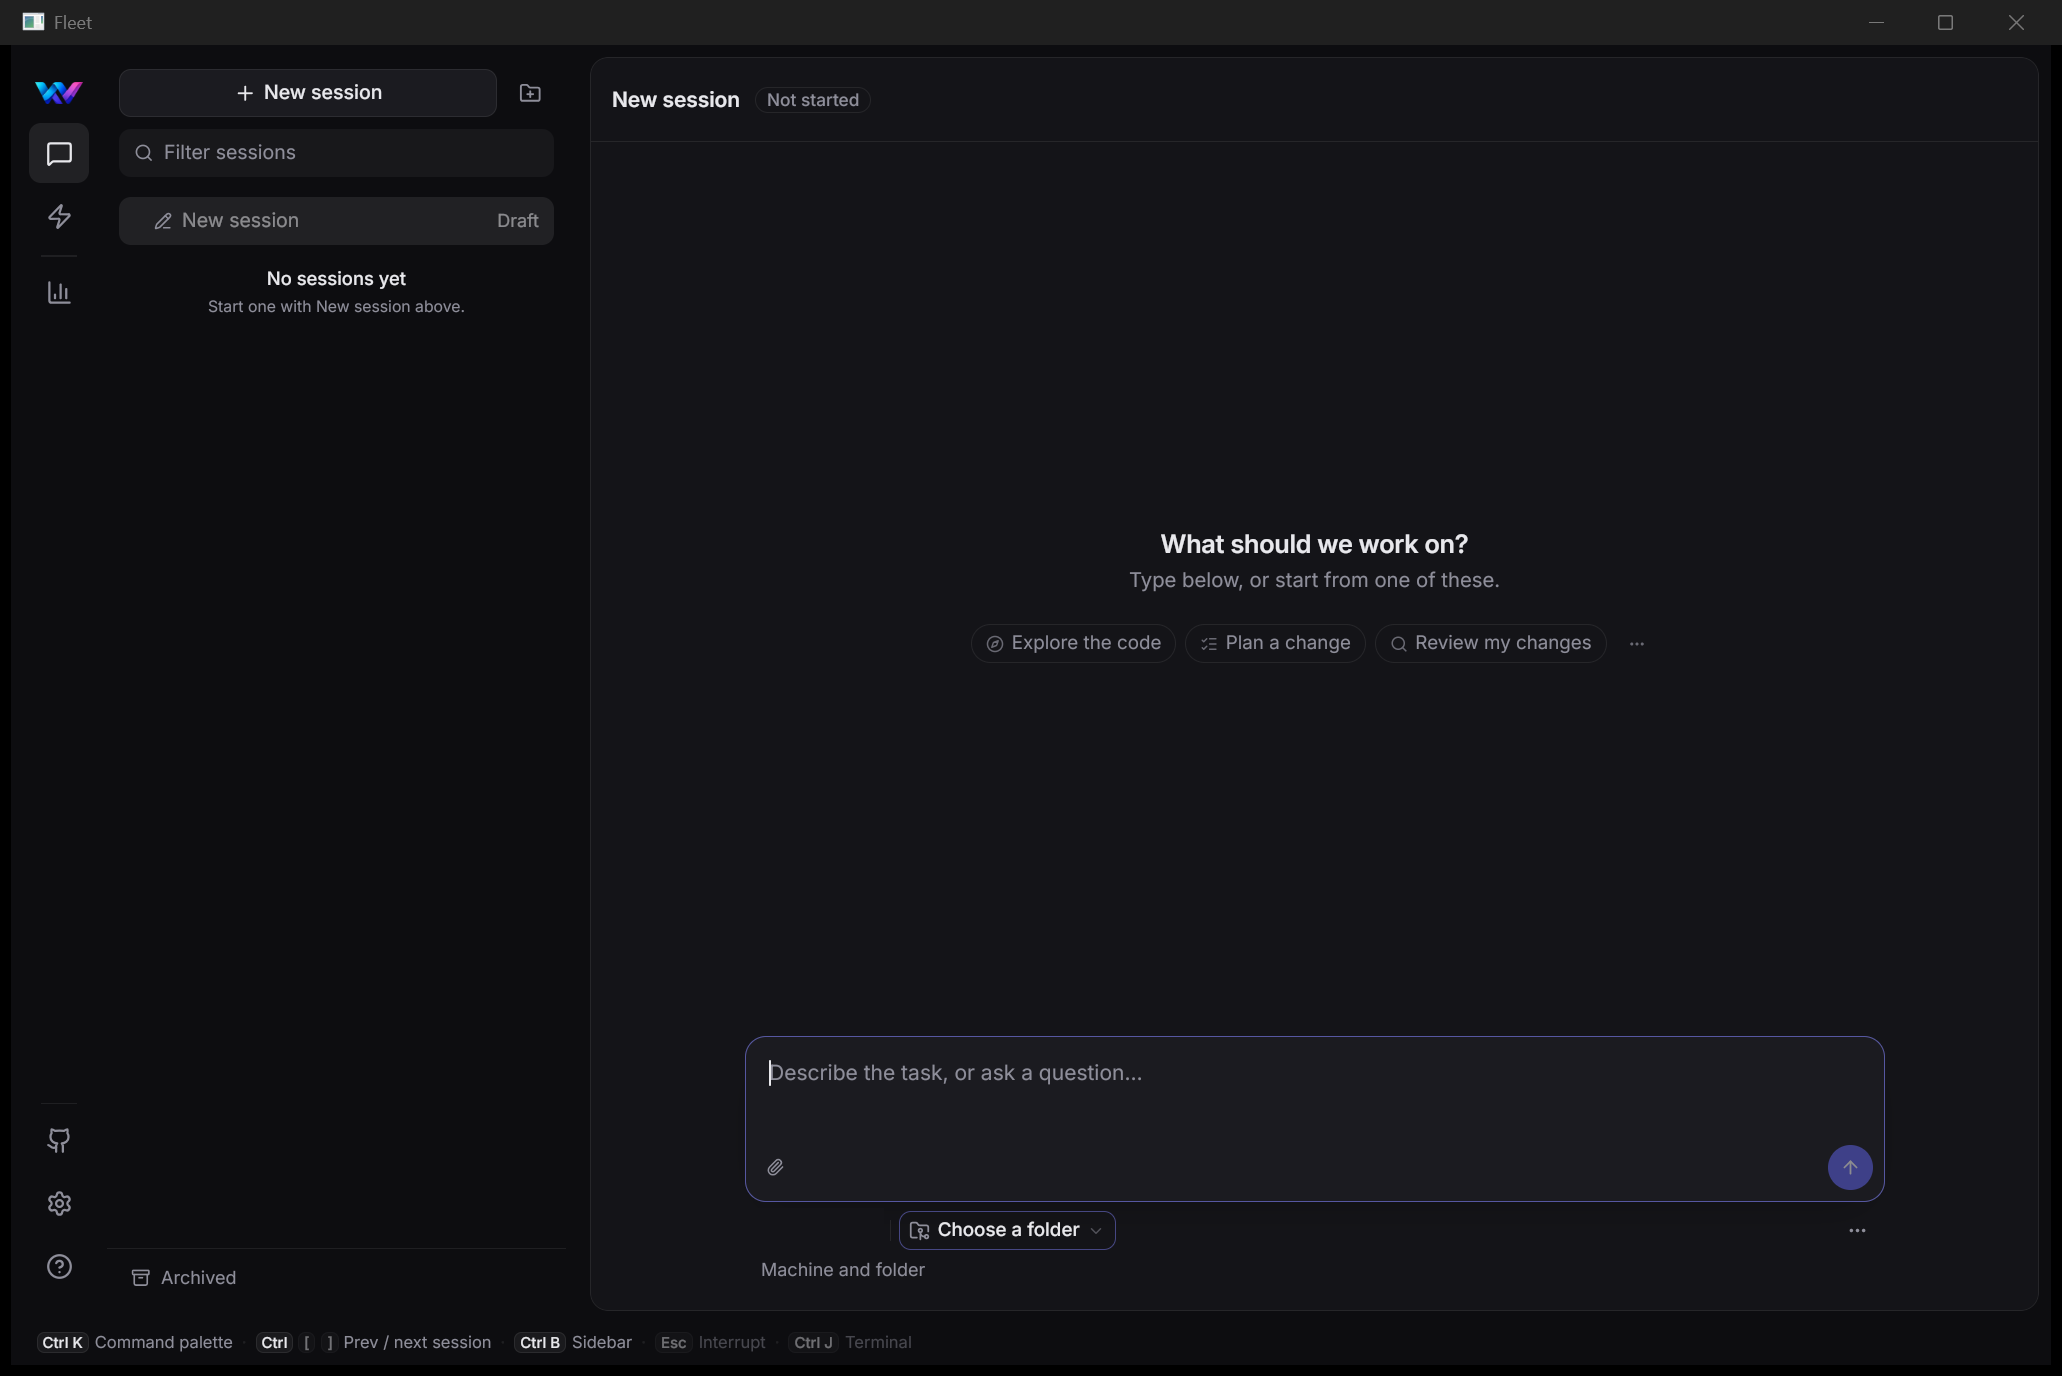 Fleet
New session
Filter sessions
New session Draft
No sessions yet
Start one with New session above.
Archived
New session Not started
What should we work on?
Type below, or start from one of these.
Explore the code Plan a change Review my changes
Describe the task, or ask a question...
Choose a folder
Machine and folder
Ctrl K Command palette · Ctrl [ ] Prev / next session · Ctrl B Sidebar · Esc Interrupt · Ctrl J Terminal